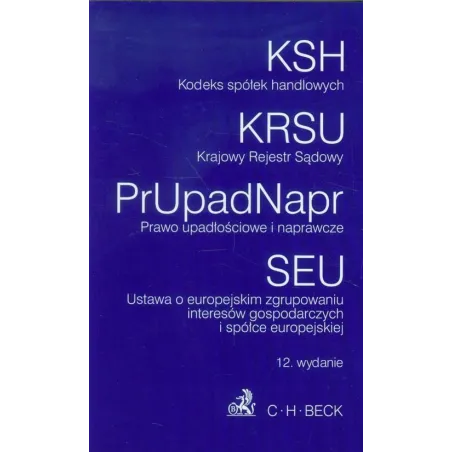 KSH
Kodeks spółek handlowych
KRSU
Krajowy Rejestr Sądowy
PrUpadNapr
Prawo upadłościowe i naprawcze
SEU
Ustawa o europejskim zgrupowaniu
interesów gospodarczych
i spółce europejskiej
12. wydanie
B
C·H·BECK